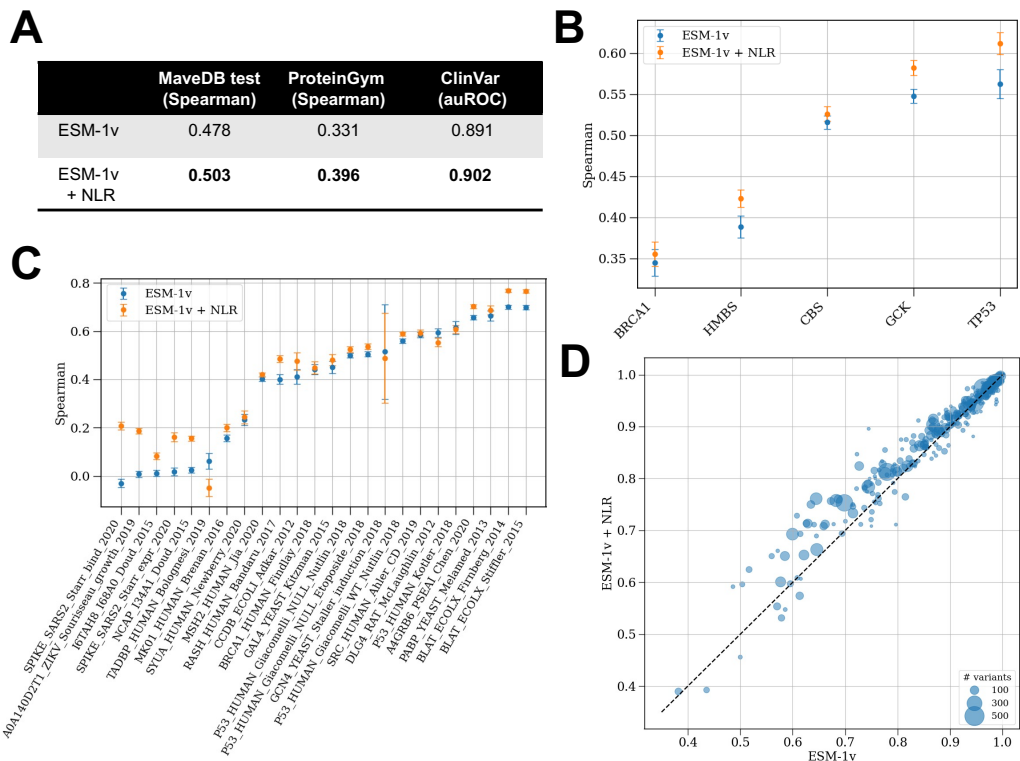 A
MaveDB test (Spearman)
ProteinGym (Spearman)
ClinVar (auROC)
ESM-1v
0.478
0.331
0.891
ESM-1v + NLR
0.503
0.396
0.902
B
ESM-1v
ESM-1v + NLR
Spearman
0.60
0.55
0.50
0.45
0.40
0.35
BRCA1
HMBS
CBS
GCK
TP53
C
ESM-1v
ESM-1v + NLR
Spearman
0.8
0.6
0.4
0.2
0.0
SPIKE_SARS2_Starr_bind_2020
A0A140D2T1_ZIKV_Sourisseau_growth_2019
I6TAH8_I68A0_Doud_2015
SPIKE_SARS2_Starr_expr_2020
NCAP_I34A1_Doud_2015
TADBP_HUMAN_Bolognesi_2019
MK01_HUMAN_Brenan_2016
SYUA_HUMAN_Newberry_2020
MSH2_HUMAN_Jia_2020
RASH_HUMAN_Bandaru_2017
CCDB_ECOLI_Adkar_2012
BRCA1_HUMAN_Findlay_2018
GAL4_YEAST_Kitzman_2015
P53_HUMAN_Giacomelli_NULL_Nutlin_2018
P53_HUMAN_Giacomelli_NULL_Etoposide_2018
GCN4_YEAST_Staller_induction_2018
P53_HUMAN_Giacomelli_WT_Nutlin_2018
SRC_HUMAN_Ahler_CD_2019
DLG4_RAT_McLaughlin_2012
P53_HUMAN_Kotler_2018
A4GRB6_PSEAI_Chen_2020
PABP_YEAST_Melamed_2013
BLAT_ECOLX_Firnberg_2014
BLAT_ECOLX_Stiffler_2015
D
ESM-1v + NLR
1.0
0.9
0.8
0.7
0.6
0.5
0.4
# variants
100
300
500
0.4
0.5
0.6
0.7
0.8
0.9
1.0
ESM-1v